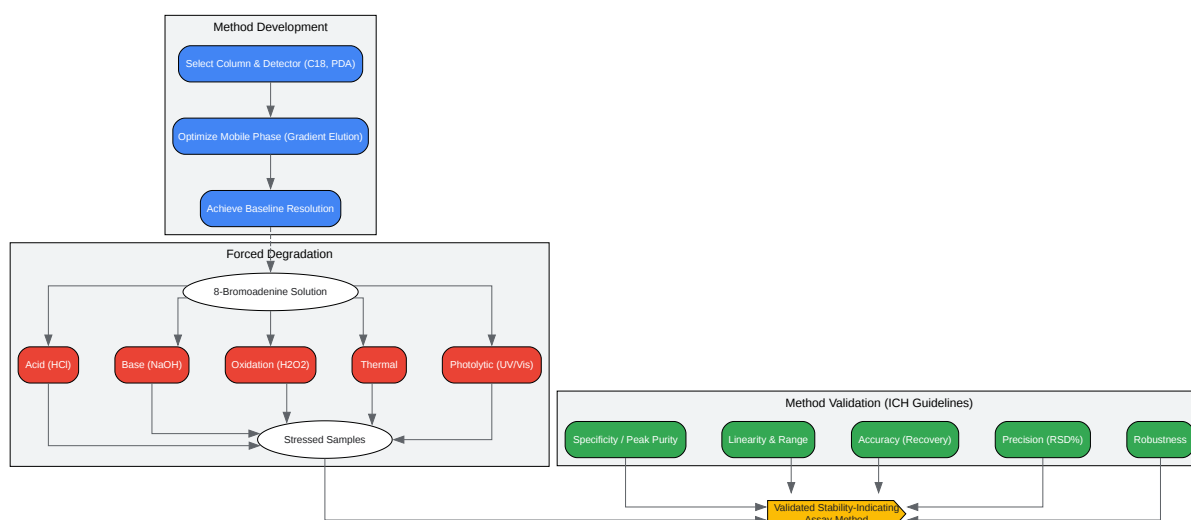 Method Development
Select Column & Detector (C18, PDA)
Optimize Mobile Phase (Gradient Elution)
Achieve Baseline Resolution
Forced Degradation
8-Bromoadenine Solution
Acid (HCl)
Base (NaOH)
Oxidation (H2O2)
Thermal
Photolytic (UV/Vis)
Stressed Samples
Method Validation (ICH Guidelines)
Specificity / Peak Purity
Linearity & Range
Accuracy (Recovery)
Precision (RSD%)
Robustness
Validated Stability-Indicating
Assay Method